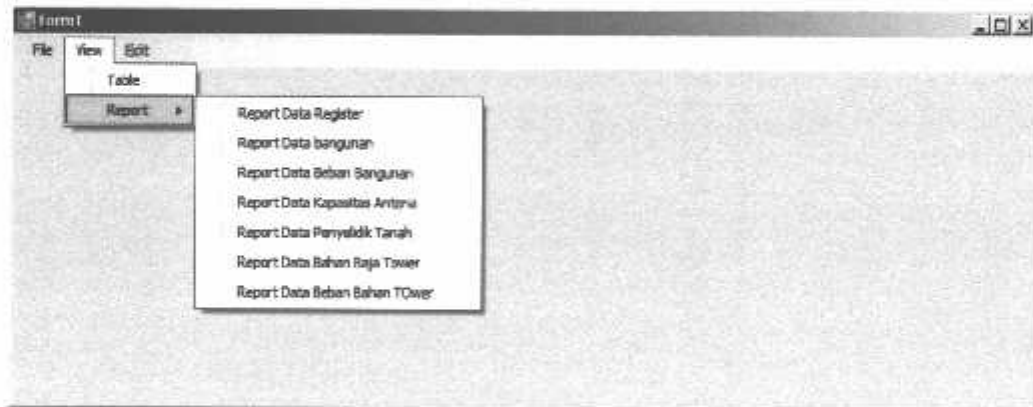 Form1
File View Edit
Table
Report
Report Data Register
Report Data bangunan
Report Data Beban Bangunan
Report Data Kapasitas Antena
Report Data Penyelidik Tanah
Report Data Bahan Baja Tower
Report Data Beban Bahan TOwer